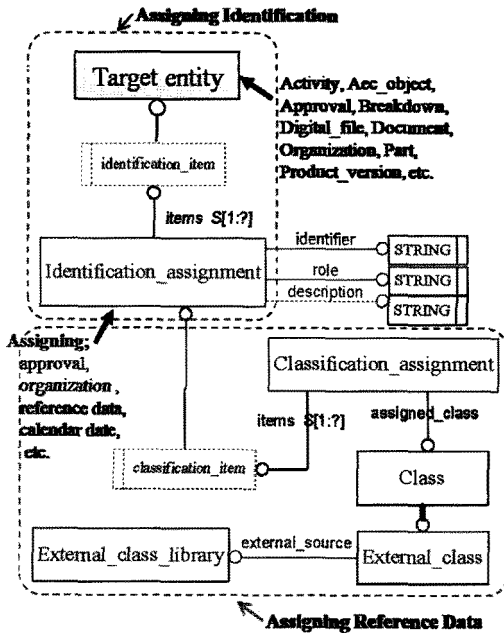 Assigning Identification
Target entity
Activity, Aec_object,
Approval, Breakdown,
Digital_file, Document,
Organization, Part,
Product_version, etc.
identification_item
items S[1:?]
Identification_assignment
identifier
STRING
role
STRING
description
STRING
Assigning;
approval,
organization,
reference data,
calendar date,
etc.
Classification_assignment
items S[1:?]
assigned_class
classification_item
Class
External_class_library
external_source
External_class
Assigning Reference Data